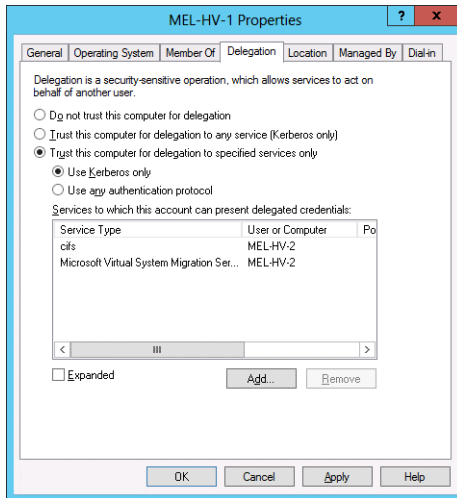 MEL-HV-1 Properties
? x
General Operating System Member Of Delegation Location Managed By Dial-in
Delegation is a security-sensitive operation, which allows services to act on
behalf of another user.
Do not trust this computer for delegation
Trust this computer for delegation to any service (Kerberos only)
Trust this computer for delegation to specified services only
Use Kerberos only
Use any authentication protocol
Services to which this account can present delegated credentials:
Service Type User or Computer Po
cifs MEL-HV-2
Microsoft Virtual System Migration Ser... MEL-HV-2
Expanded Add... Remove
OK Cancel Apply Help